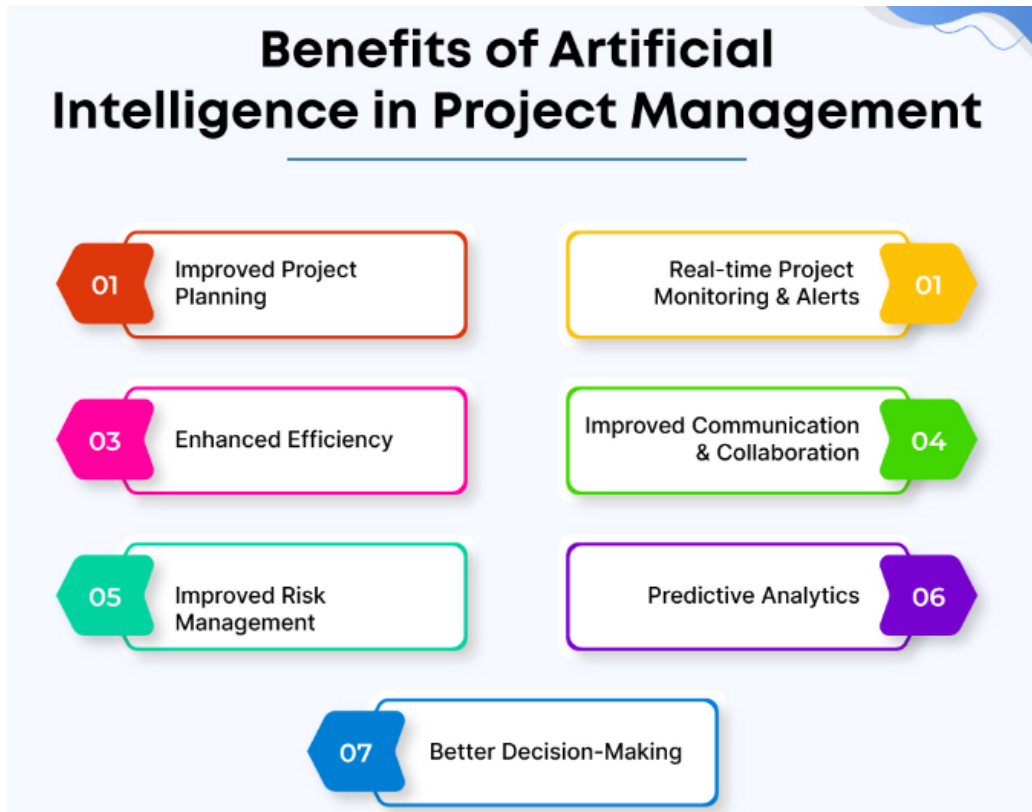 Benefits of Artificial
Intelligence in Project Management
01
Improved Project
Planning
Real-time Project
Monitoring & Alerts
01
03
Enhanced Efficiency
Improved Communication
& Collaboration
04
05
Improved Risk
Management
Predictive Analytics
06
07
Better Decision-Making